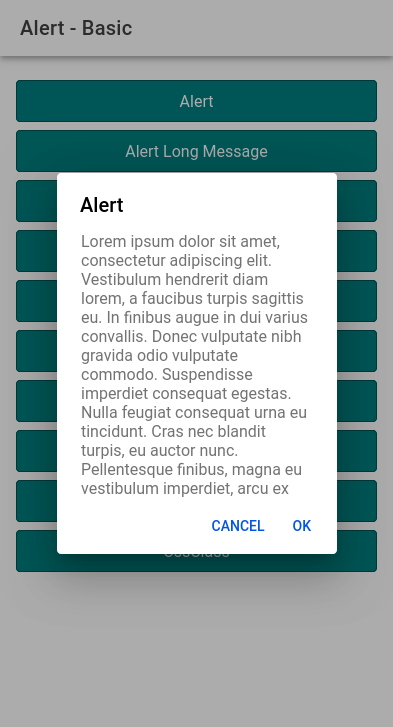 Alert - Basic
Alert
Alert Long Message
Alert
Lorem ipsum dolor sit amet,
consectetur adipiscing elit.
Vestibulum hendrerit diam
lorem, a faucibus turpis sagittis
eu. In finibus augue in dui varius
convallis. Donec vulputate nibh
gravida odio vulputate
commodo. Suspendisse
imperdiet consequat egestas.
Nulla feugiat consequat urna eu
tincidunt. Cras nec blandit
turpis, eu auctor nunc.
Pellentesque finibus, magna eu
vestibulum imperdiet, arcu ex
CANCEL OK